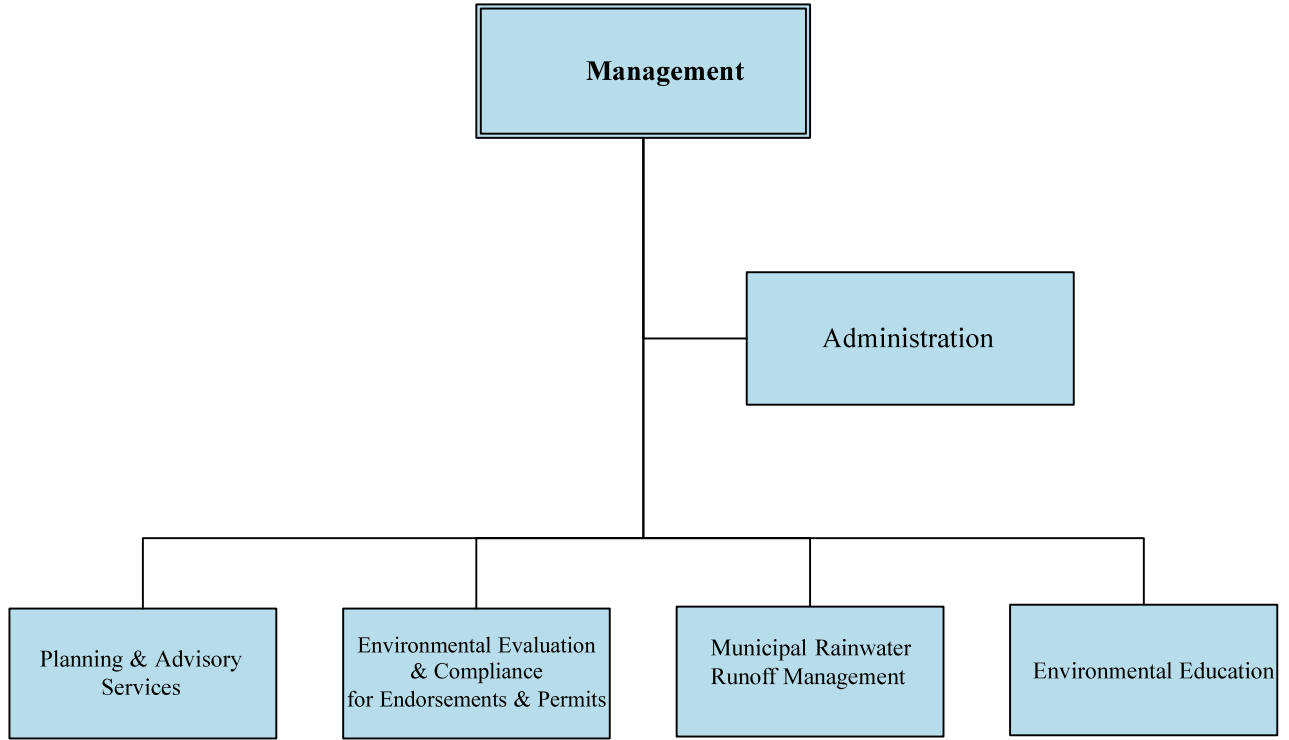 Management
Administration
Planning & Advisory
Services
Environmental Evaluation
& Compliance
for Endorsements & Permits
Municipal Rainwater
Runoff Management
Environmental Education